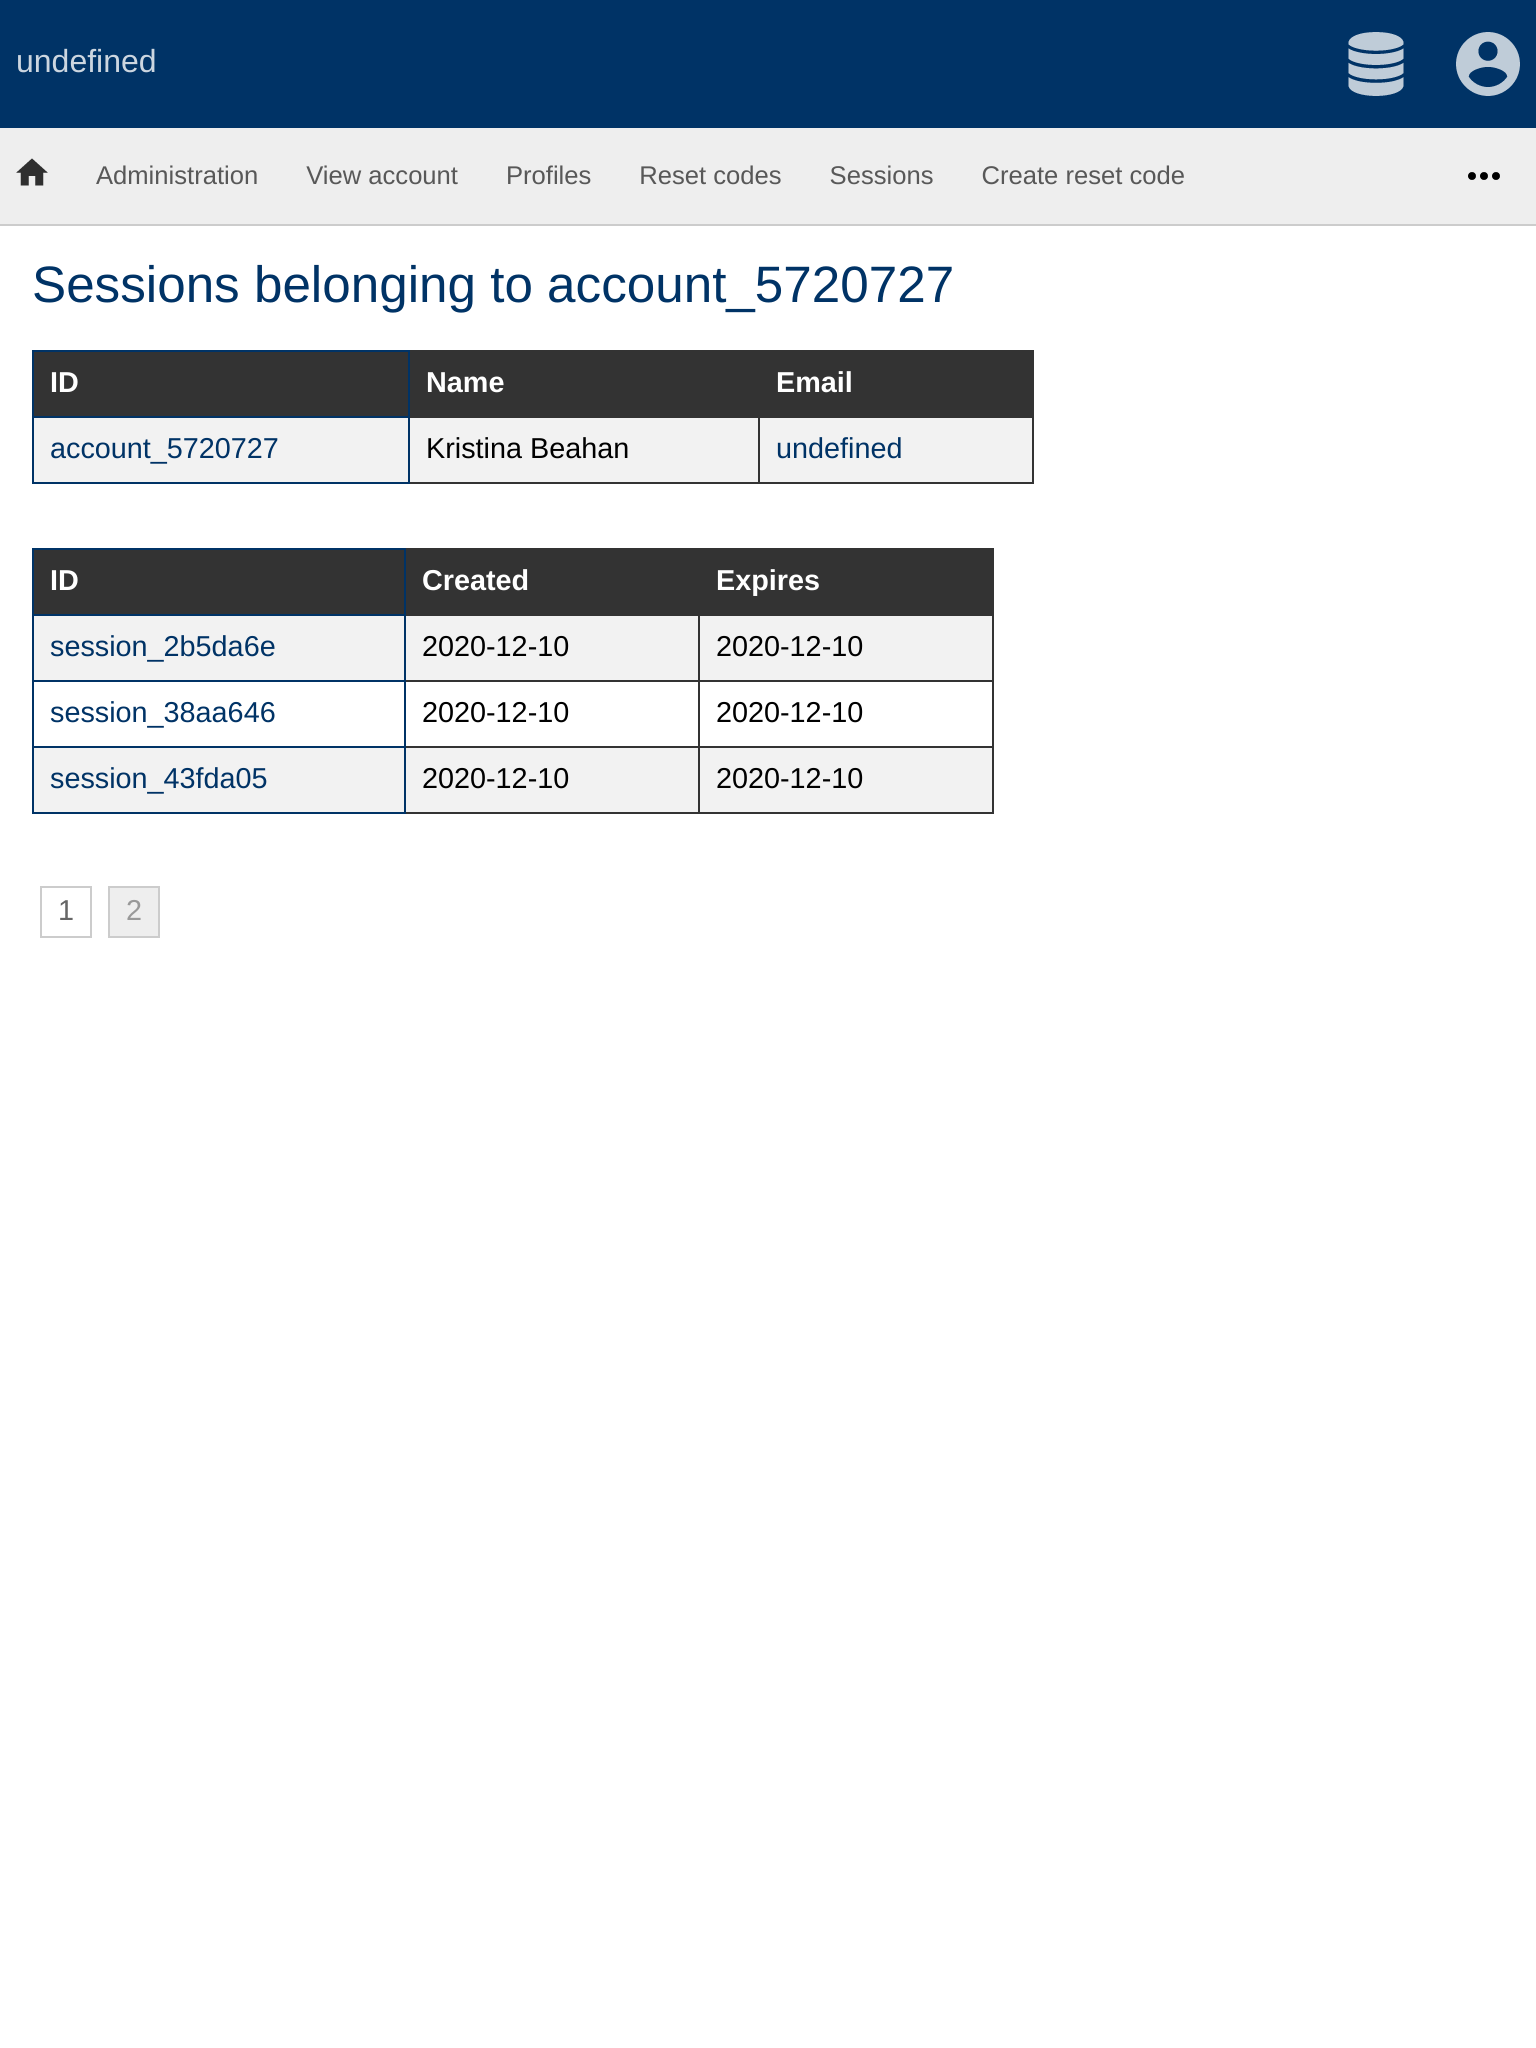 undefined
Administration View account Profiles Reset codes Sessions Create reset code
Sessions belonging to account_5720727
ID Name Email
account_5720727 Kristina Beahan undefined
ID Created Expires
session_2b5da6e 2020-12-10 2020-12-10
session_38aa646 2020-12-10 2020-12-10
session_43fda05 2020-12-10 2020-12-10
1 2